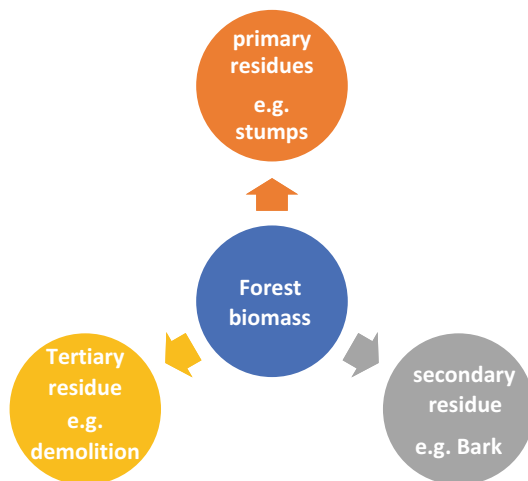 primary
residues
e.g.
stumps
Forest
biomass
Tertiary
residue
e.g.
demolition
secondary
residue
e.g. Bark